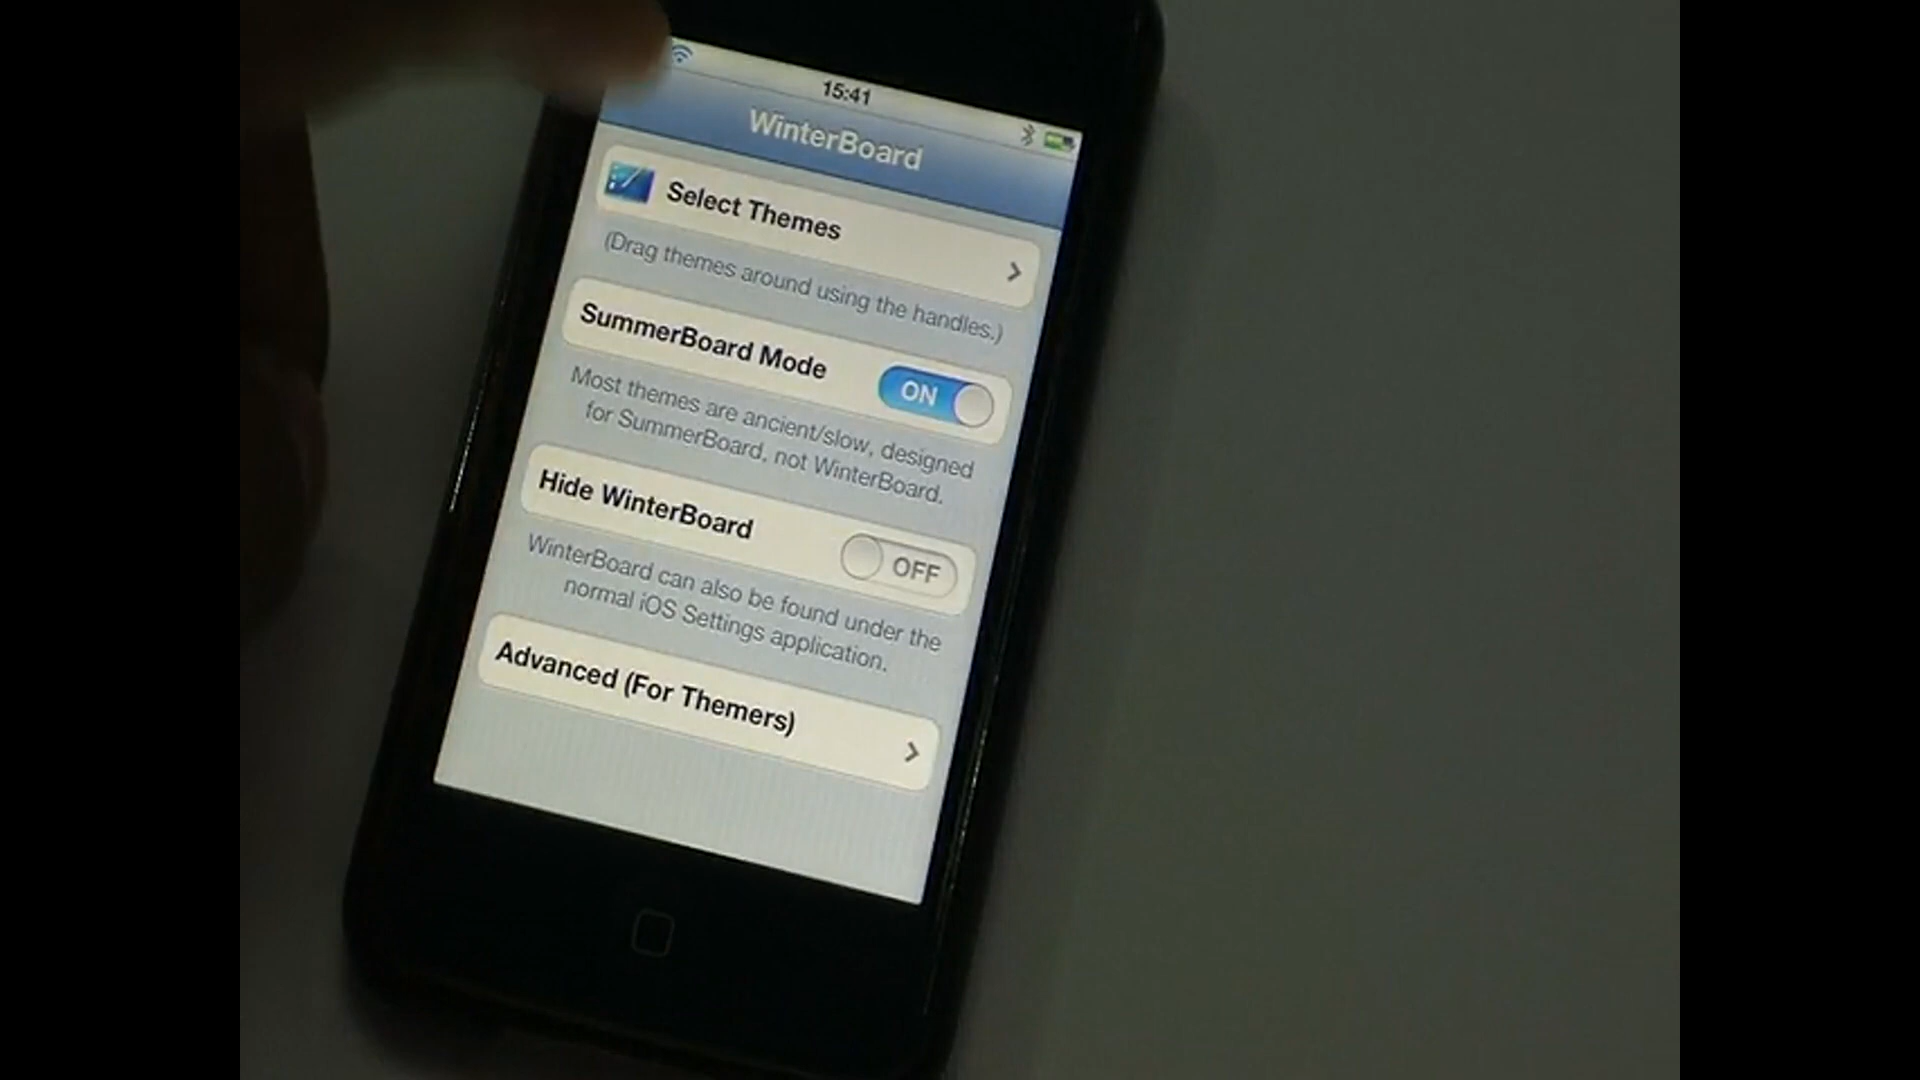 15:41
WinterBoard
Select Themes
(Drag themes around using the handles.)
SummerBoard Mode
ON
Most themes are ancient/slow, designed
for SummerBoard, not WinterBoard.
Hide WinterBoard
OFF
WinterBoard can also be found under the
normal iOS Settings application.
Advanced (For Themers)